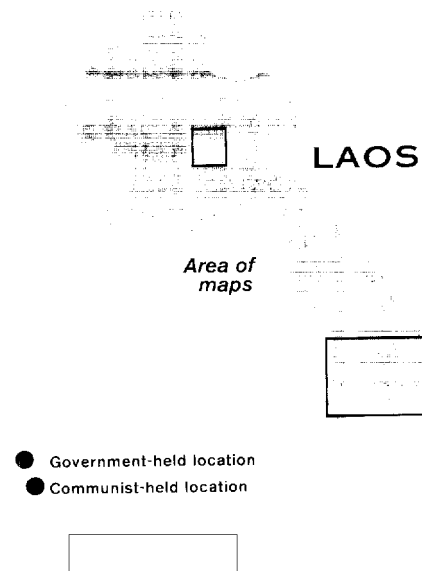 LAOS
Area of
maps
Government-held location
Communist-held location